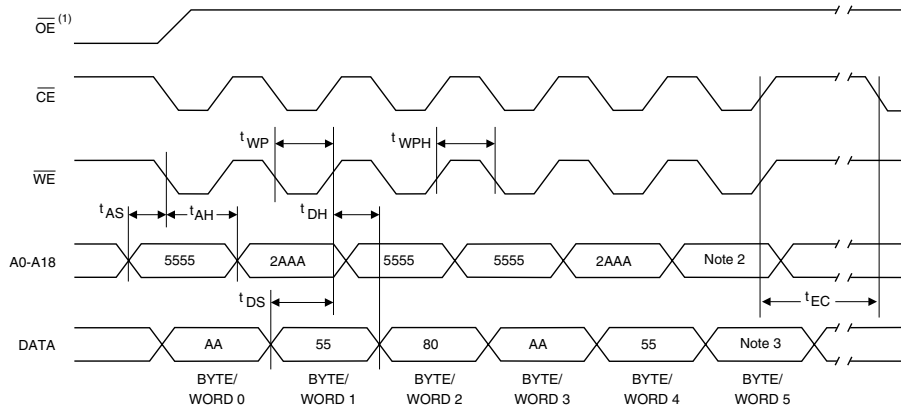 OE (1)
CE
t WP
t WPH
WE
t AS
t AH
t DH
A0-A18
5555
2AAA
5555
5555
2AAA
Note 2
t DS
t EC
DATA
AA
55
80
AA
55
Note 3
BYTE/
WORD 0
BYTE/
WORD 1
BYTE/
WORD 2
BYTE/
WORD 3
BYTE/
WORD 4
BYTE/
WORD 5